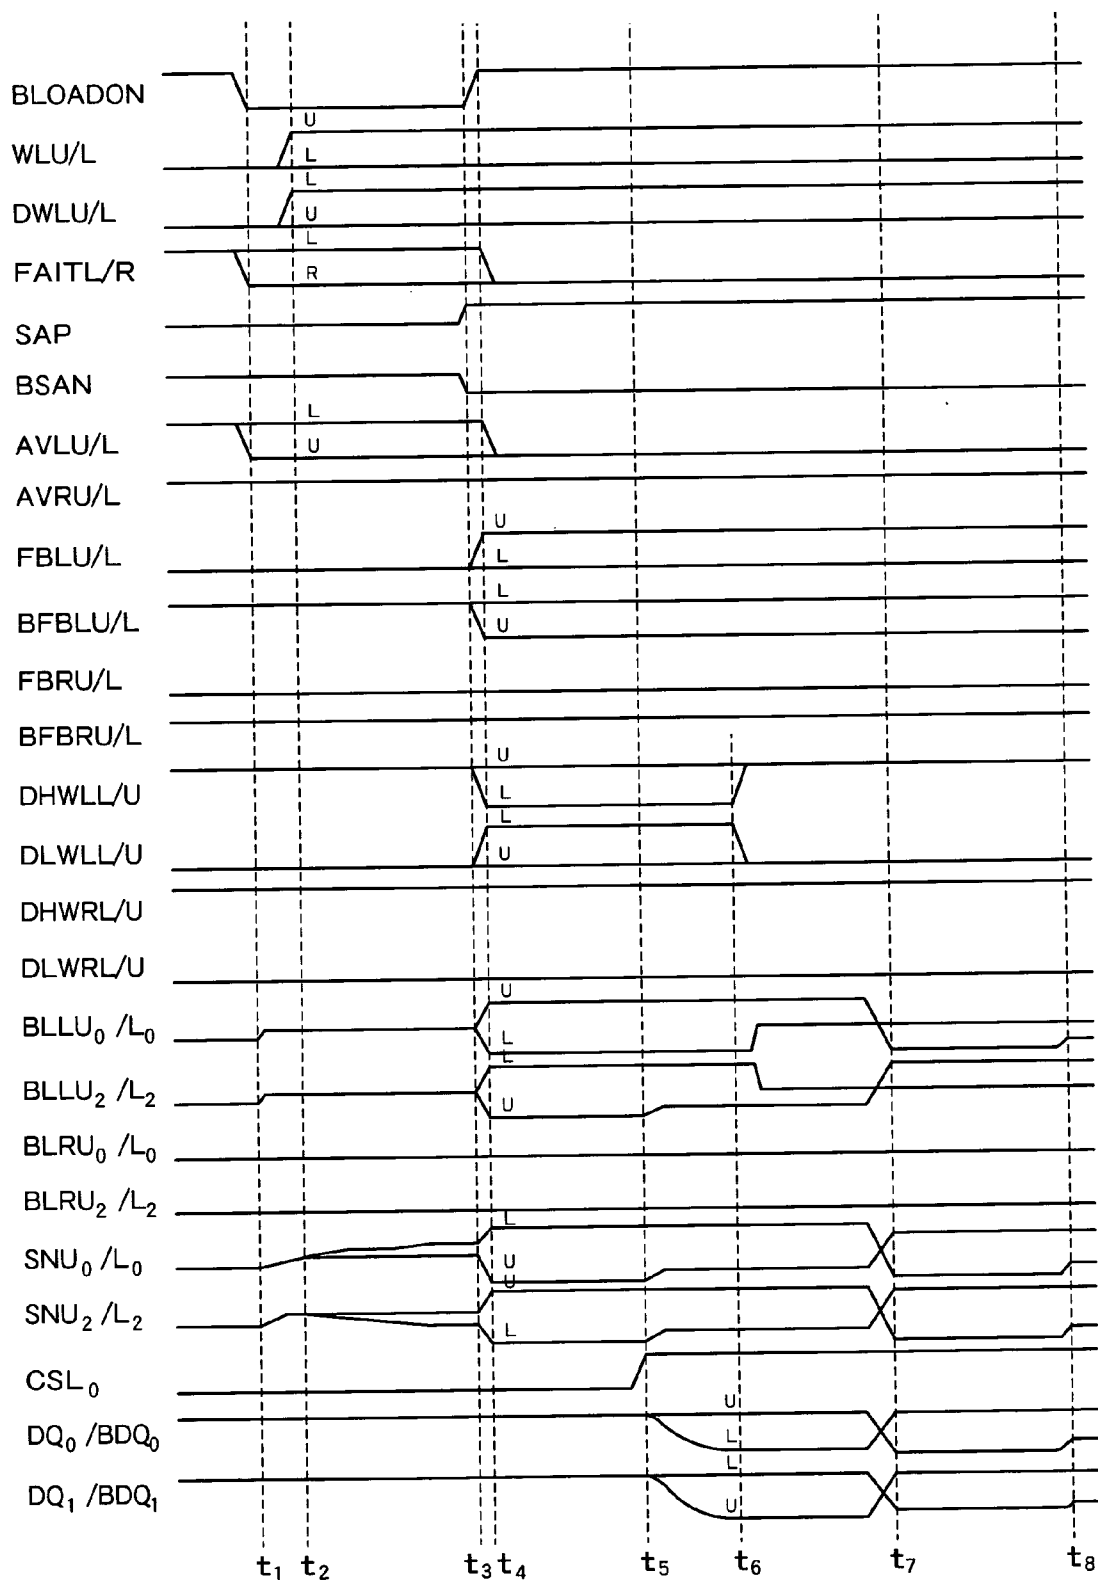 BLOADON
U
WLU/L
L
L
DWLU/L
U
L
FAITL/R
R
SAP
BSAN
L
AVLU/L
U
AVRU/L
U
FBLU/L
L
L
BFBLU/L
U
FBRU/L
BFBRU/L
U
DHWLL/U
L
L
DLWLL/U
U
DHWRL/U
DLWRL/U
U
BLLU₀/L₀
L
L
BLLU₂/L₂
U
BLRU₀/L₀
BLRU₂/L₂
L
SNU₀/L₀
U
U
SNU₂/L₂
L
CSL₀
U
DQ₀/BDQ₀
L
L
DQ₁/BDQ₁
U
t₁ t₂ t₃ t₄ t₅ t₆ t₇ t₈